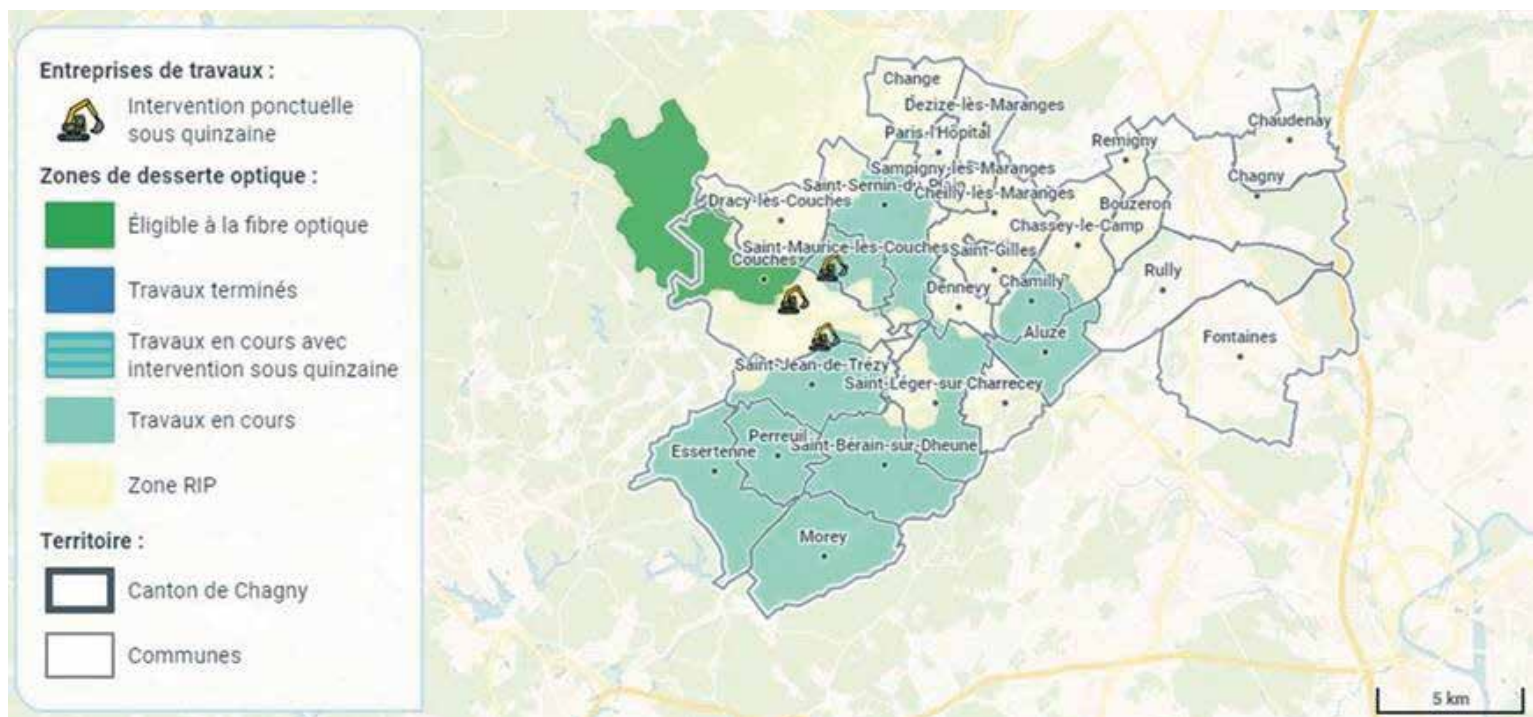 Entreprises de travaux :
Intervention ponctuelle
sous quinzaine
Zones de desserte optique :
Éligible à la fibre optique
Travaux terminés
Travaux en cours avec
intervention sous quinzaine
Travaux en cours
Zone RIP
Territoire :
Canton de Chagny
Communes
Change
Dezize-lès-Maranges
Paris-l'Hôpital
Remigny
Chaudenay
Sampigny-lès-Maranges
Chagny
Saint-Sernin-du
Cheilly-lès-Maranges
Dracy-lès-Couches
Bouzeron
Chassey-le-Camp
Saint-Maurice-lès-Couches
Saint-Gilles
Couches
Rully
Dennevy
Chamilly
Aluze
Fontaines
Saint-Jean-de-Trézy
Saint-Léger-sur
Charrecey
Perreuil
Saint-Bérain-sur-Dheune
Essertenne
Morey
5 km